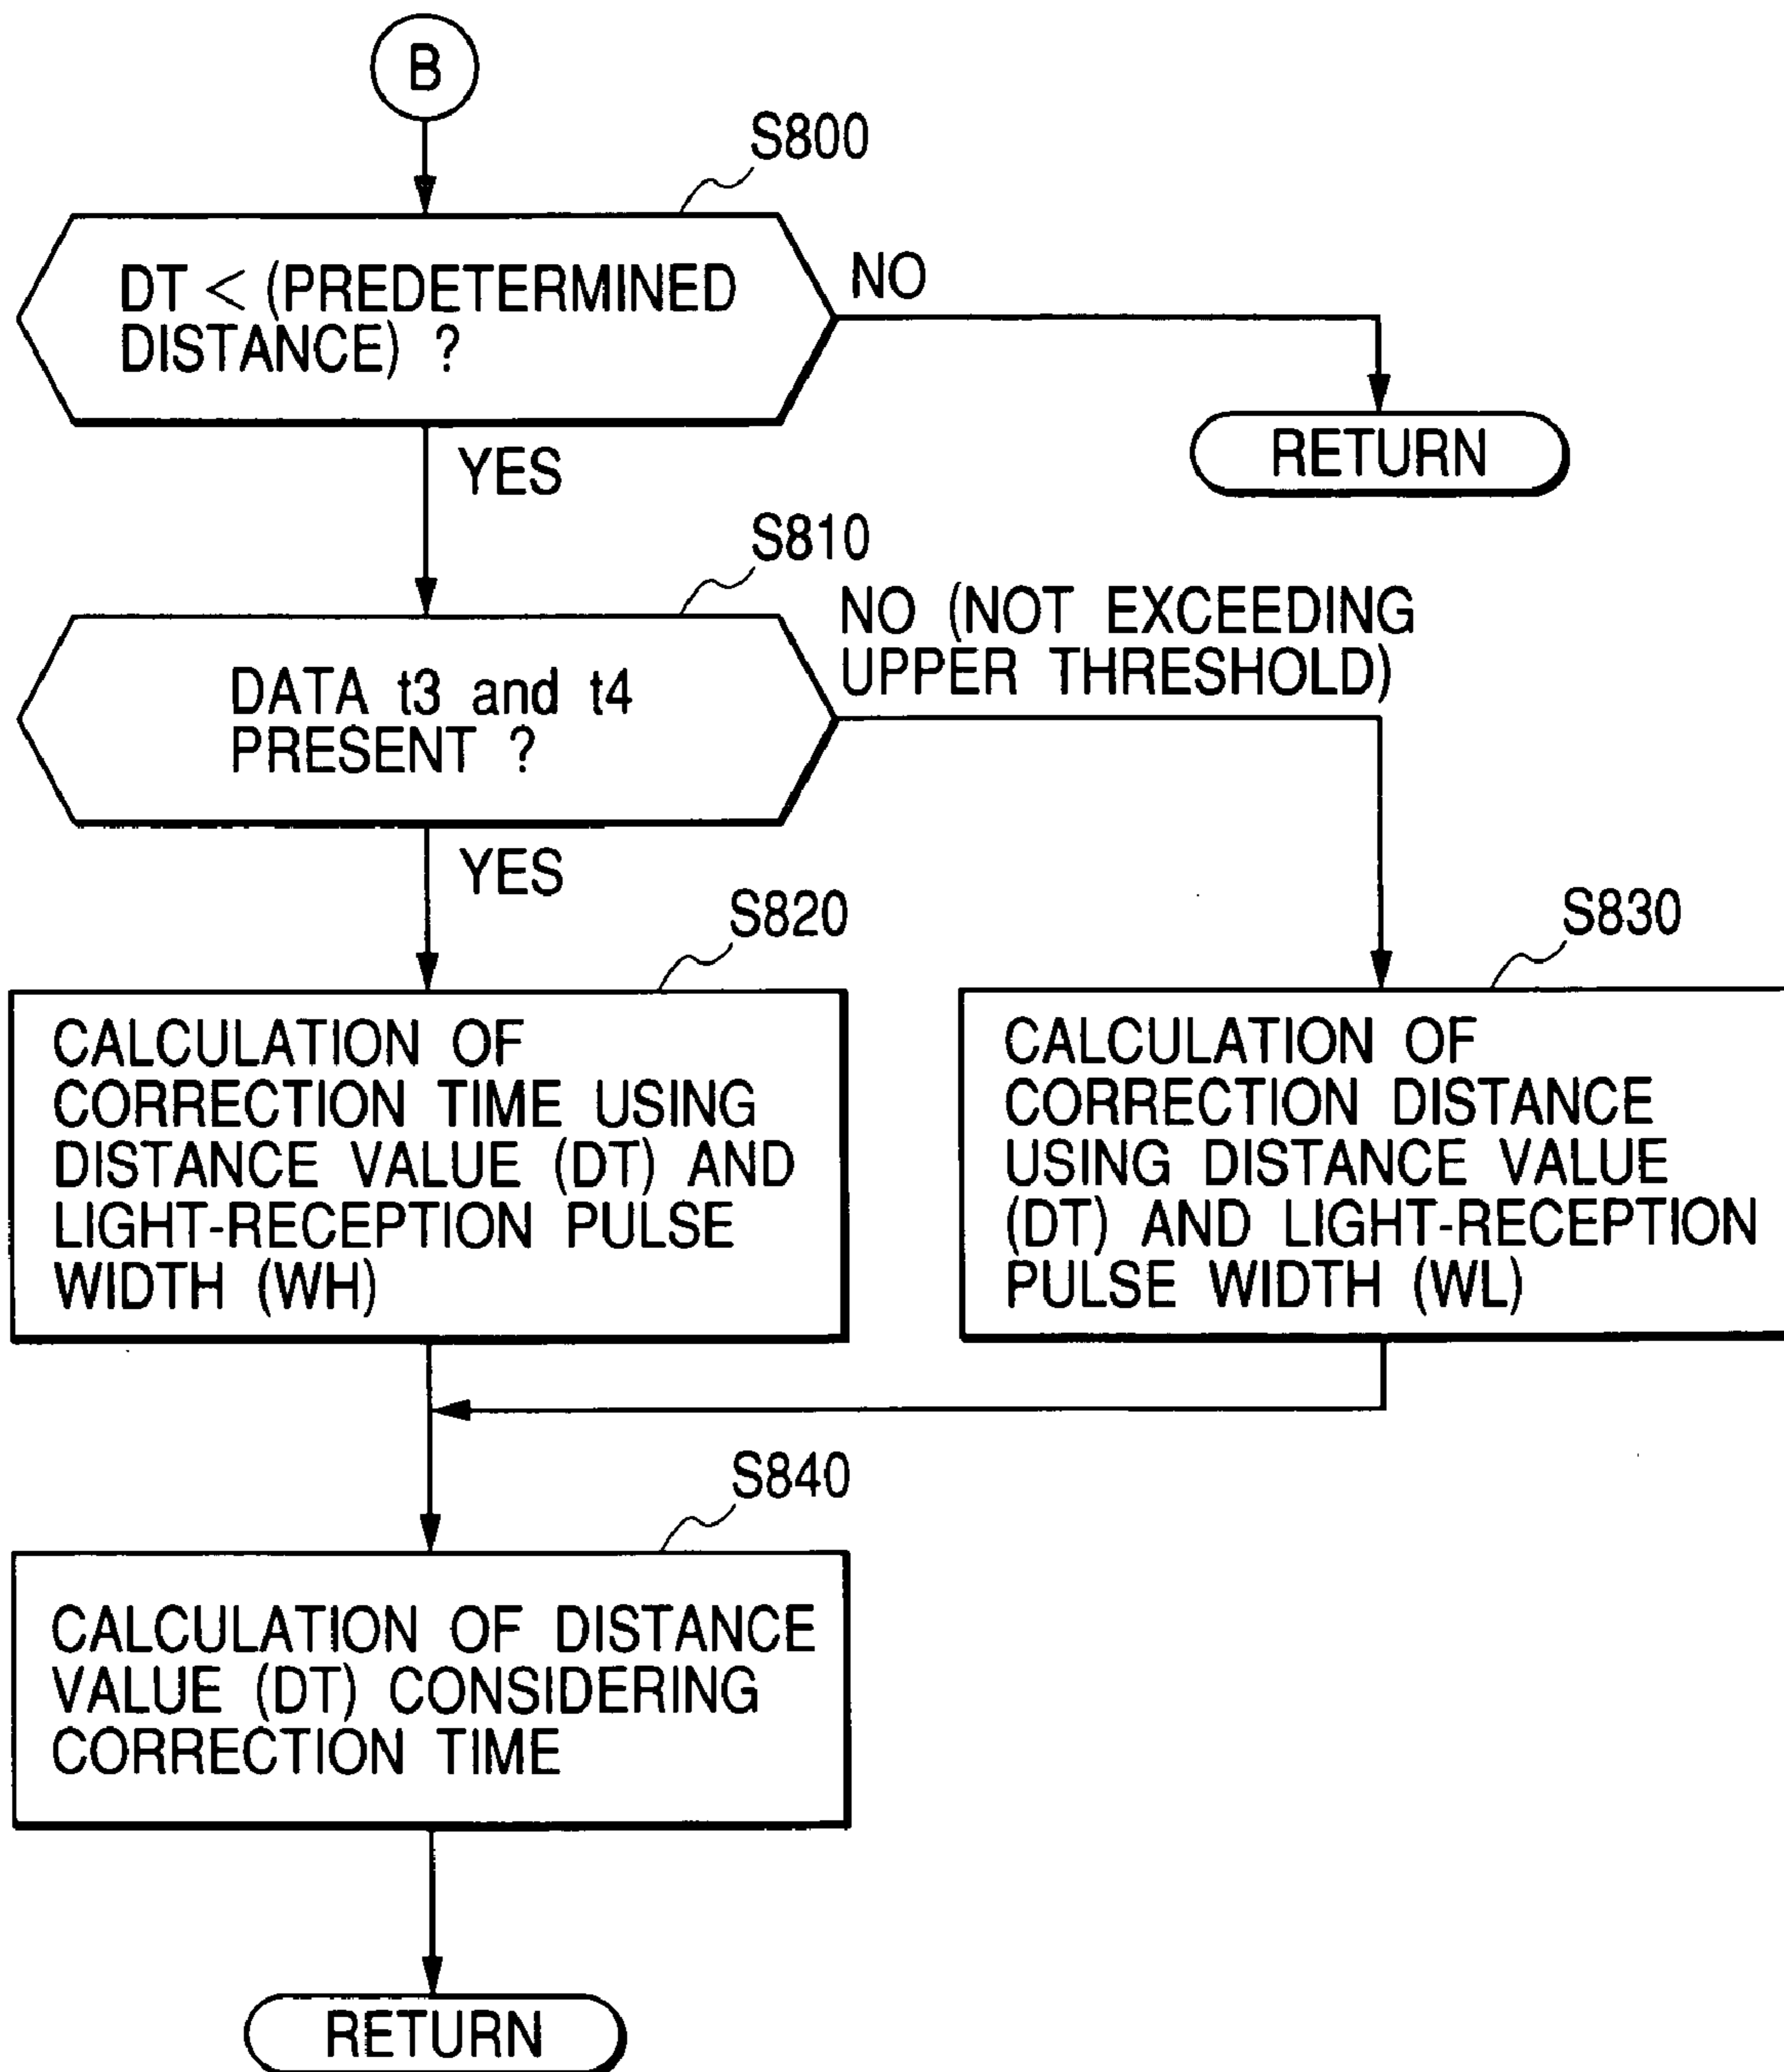 B
S800
DT < (PREDETERMINED
DISTANCE) ?
NO
RETURN
YES
S810
NO (NOT EXCEEDING
UPPER THRESHOLD)
DATA t3 and t4
PRESENT ?
YES
S820
CALCULATION OF
CORRECTION TIME USING
DISTANCE VALUE (DT) AND
LIGHT-RECEPTION PULSE
WIDTH (WH)
S830
CALCULATION OF
CORRECTION DISTANCE
USING DISTANCE VALUE
(DT) AND LIGHT-RECEPTION
PULSE WIDTH (WL)
S840
CALCULATION OF DISTANCE
VALUE (DT) CONSIDERING
CORRECTION TIME
RETURN